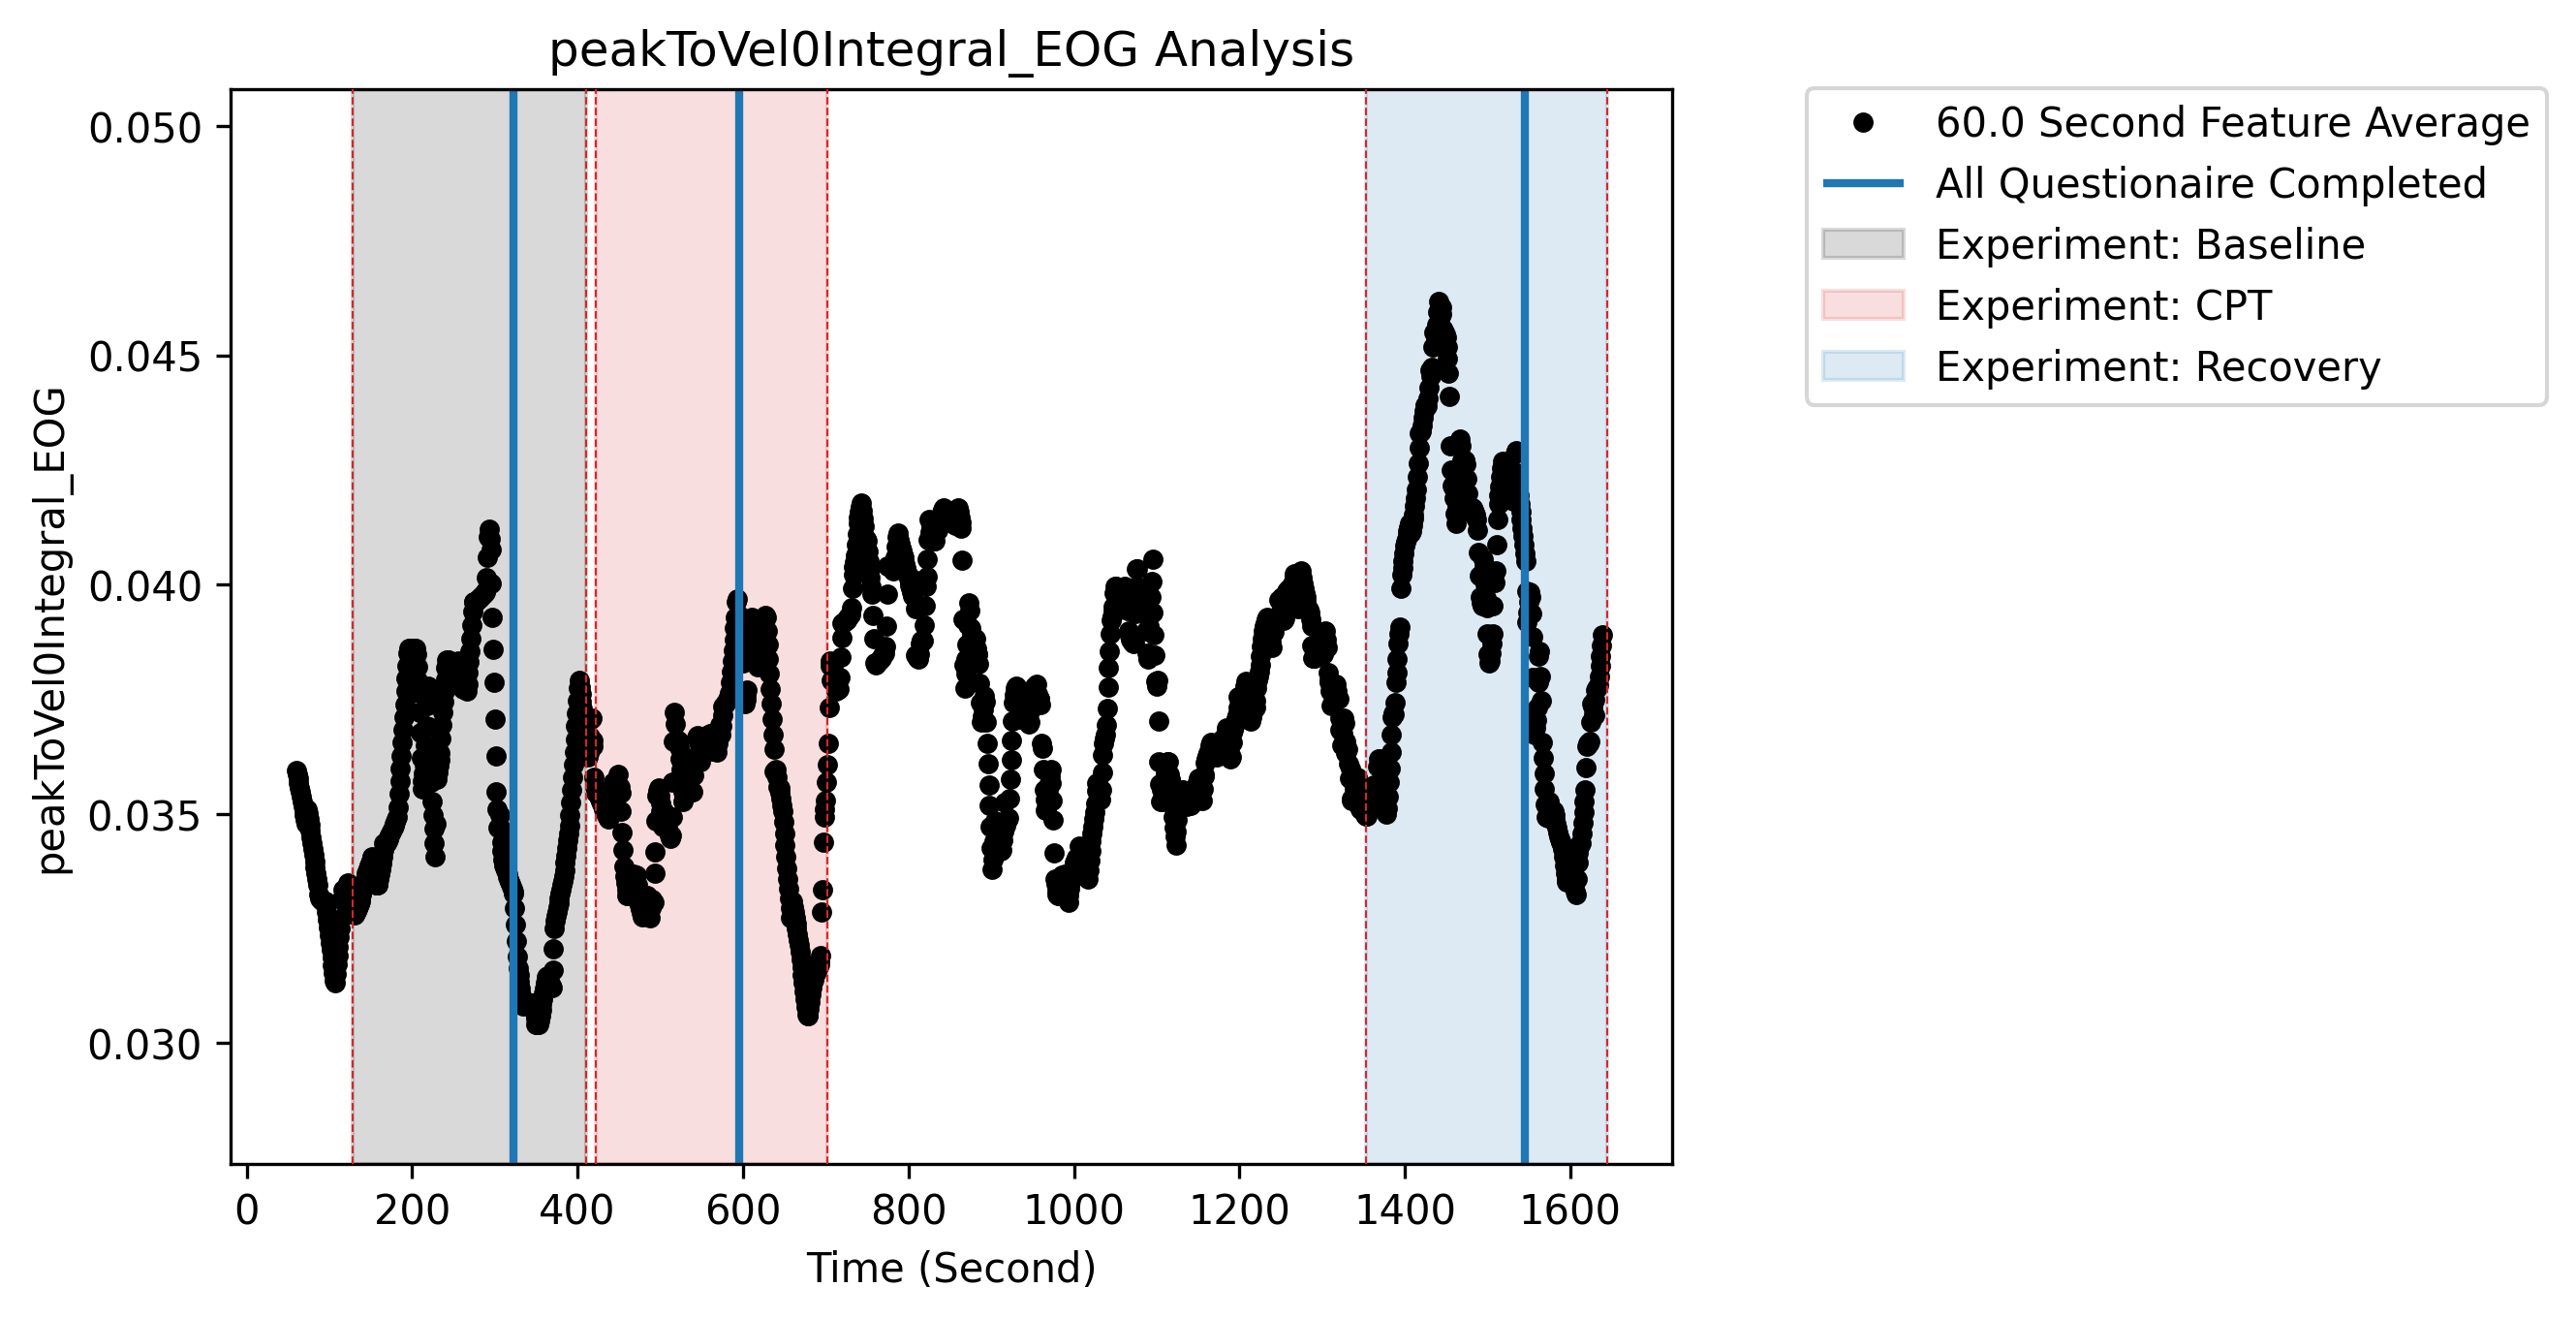 peakToVel0Integral_EOG Analysis
60.0 Second Feature Average
All Questionaire Completed
Experiment: Baseline
Experiment: CPT
Experiment: Recovery
peakToVel0Integral_EOG
0.050
0.045
0.040
0.035
0.030
0 200 400 600 800 1000 1200 1400 1600
Time (Second)